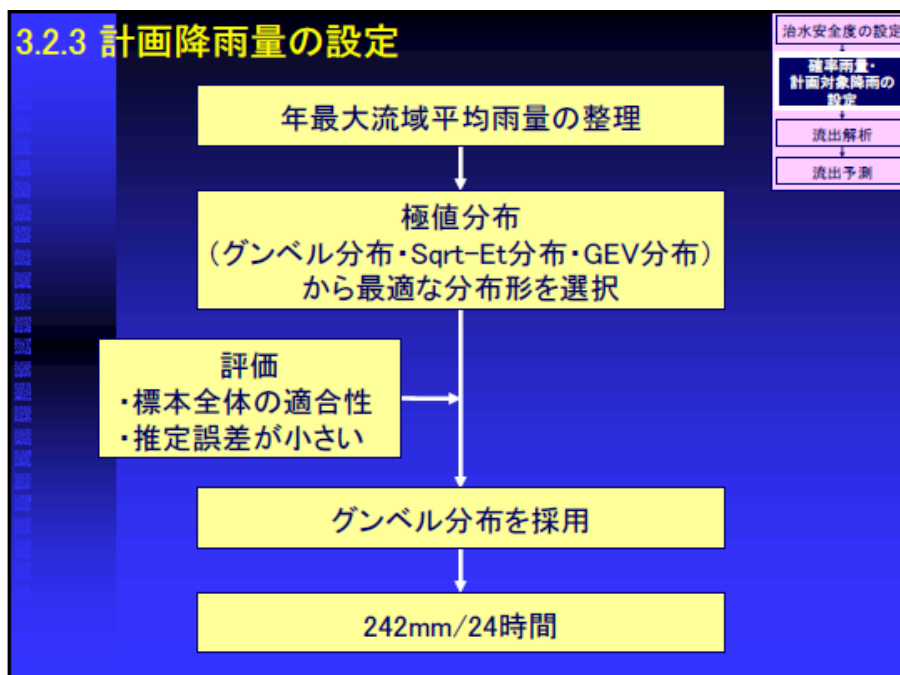 3.2.3 計画降雨量の設定
治水安全度の設定
確率雨量・
計画対象降雨の
設定
流出解析
流出予測
年最大流域平均雨量の整理
極値分布
(グンベル分布・Sqrt-Et分布・GEV分布)
から最適な分布形を選択
評価
・標本全体の適合性
・推定誤差が小さい
グンベル分布を採用
242mm/24時間